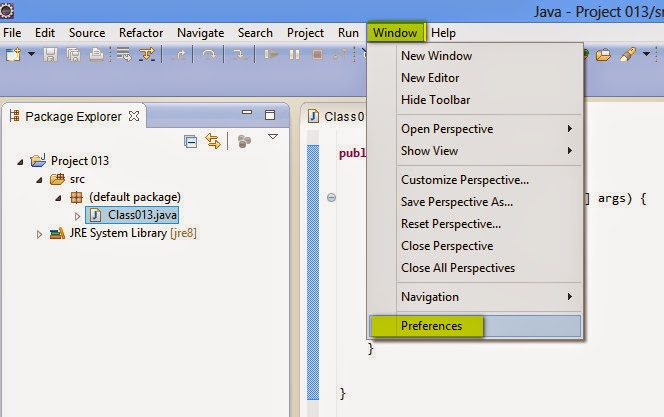 Java - Project 013/sr
File Edit Source Refactor Navigate Search Project Run Window Help
New Window
New Editor
Hide Toolbar
Open Perspective
Show View
Customize Perspective...
Save Perspective As...
Reset Perspective...
Close Perspective
Close All Perspectives
Navigation
Preferences
Package Explorer
Project 013
src
(default package)
Class013.java
JRE System Library [jre8]
Class0
publ
] args) {
}
}